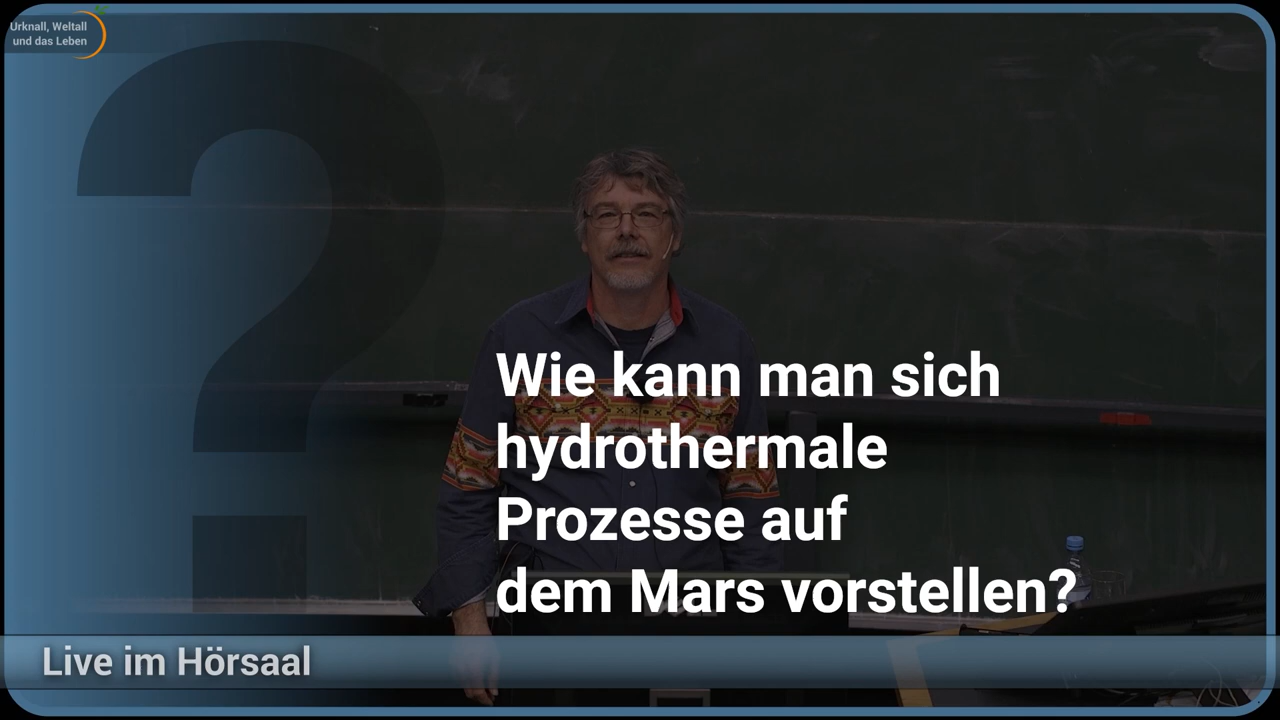 Urknall, Weltall
und das Leben
Wie kann man sich
hydrothermale
Prozesse auf
dem Mars vorstellen?
Live im Hörsaal